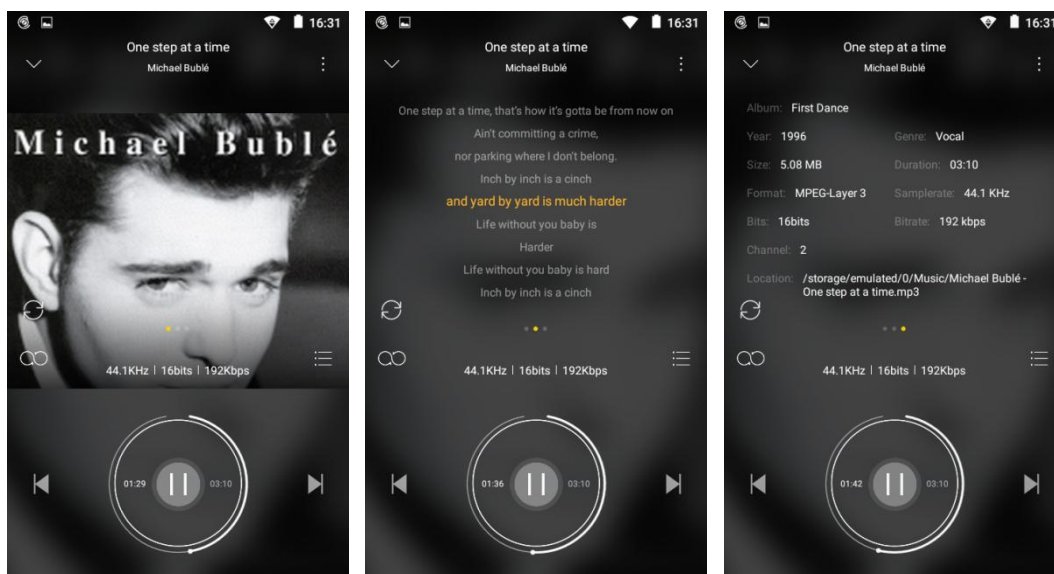 16:31
One step at a time
Michael Bublé
Michael Bublé
44.1KHz | 16bits | 192Kbps
01:29
03:10
16:31
One step at a time
Michael Bublé
One step at a time, that's how it's gotta be from now on
Ain't committing a crime,
nor parking where I don't belong.
Inch by inch is a cinch
and yard by yard is much harder
Life without you baby is
Harder
Life without you baby is hard
Inch by inch is a cinch
44.1KHz | 16bits | 192Kbps
01:36
03:10
16:31
One step at a time
Michael Bublé
Album: First Dance
Year: 1996 Genre: Vocal
Size: 5.08 MB Duration: 03:10
Format: MPEG-Layer 3 Samplerate: 44.1 KHz
Bits: 16bits Bitrate: 192 kbps
Channel: 2
Location: /storage/emulated/0/Music/Michael Bublé -
One step at a time.mp3
44.1KHz | 16bits | 192Kbps
01:42
03:10